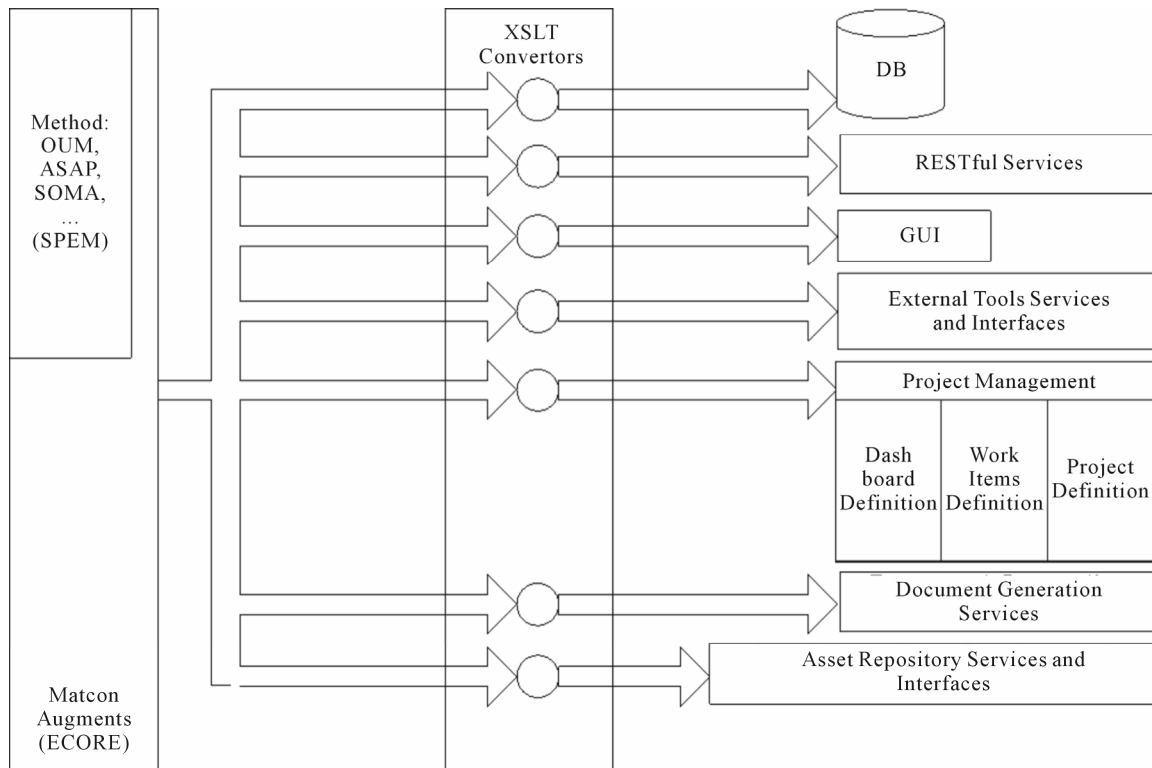 Method:
OUM,
ASAP,
SOMA,
...
(SPEM)
Matcon
Augments
(ECORE)
XSLT
Convertors
DB
RESTful Services
GUI
External Tools Services
and Interfaces
Project Management
Dash
board
Definition
Work
Items
Definition
Project
Definition
Document Generation
Services
Asset Repository Services and
Interfaces